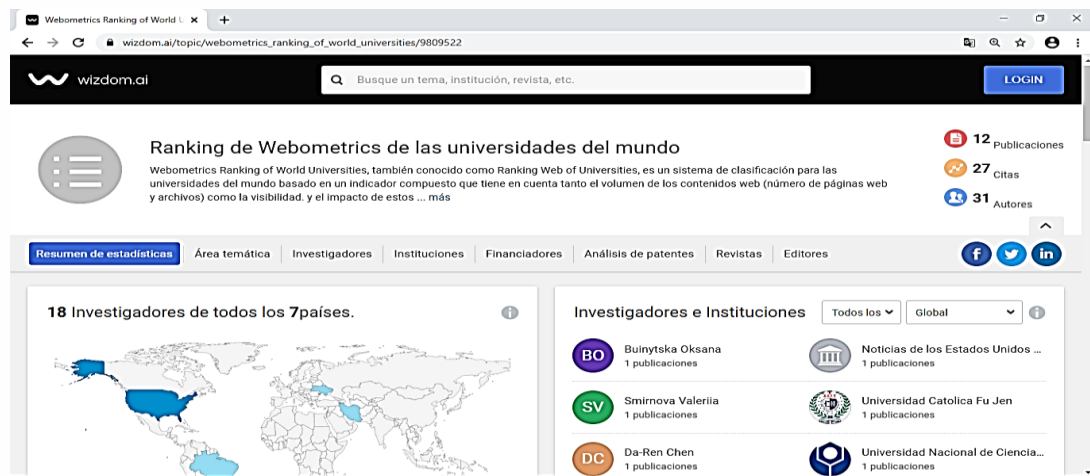 Webometrics Ranking of World U
wizdom.ai/topic/webometrics_ranking_of_world_universities/9809522
wizdom.ai
Busque un tema, institución, revista, etc.
LOGIN
Ranking de Webometrics de las universidades del mundo
Webometrics Ranking of World Universities, también conocido como Ranking Web of Universities, es un sistema de clasificación para las
universidades del mundo basado en un indicador compuesto que tiene en cuenta tanto el volumen de los contenidos web (número de páginas web
y archivos) como la visibilidad. y el impacto de estos ... más
12 Publicaciones
27 Citas
31 Autores
Resumen de estadísticas Área temática Investigadores Instituciones Financiadores Análisis de patentes Revistas Editores
18 Investigadores de todos los 7países.
Investigadores e Instituciones Todos los Global
BO Buinytska Oksana
1 publicaciones
Noticias de los Estados Unidos ...
1 publicaciones
SV Smirnova Valeriia
1 publicaciones
Universidad Catolica Fu Jen
1 publicaciones
DC Da-Ren Chen
1 publicaciones
Universidad Nacional de Ciencia...
1 publicaciones